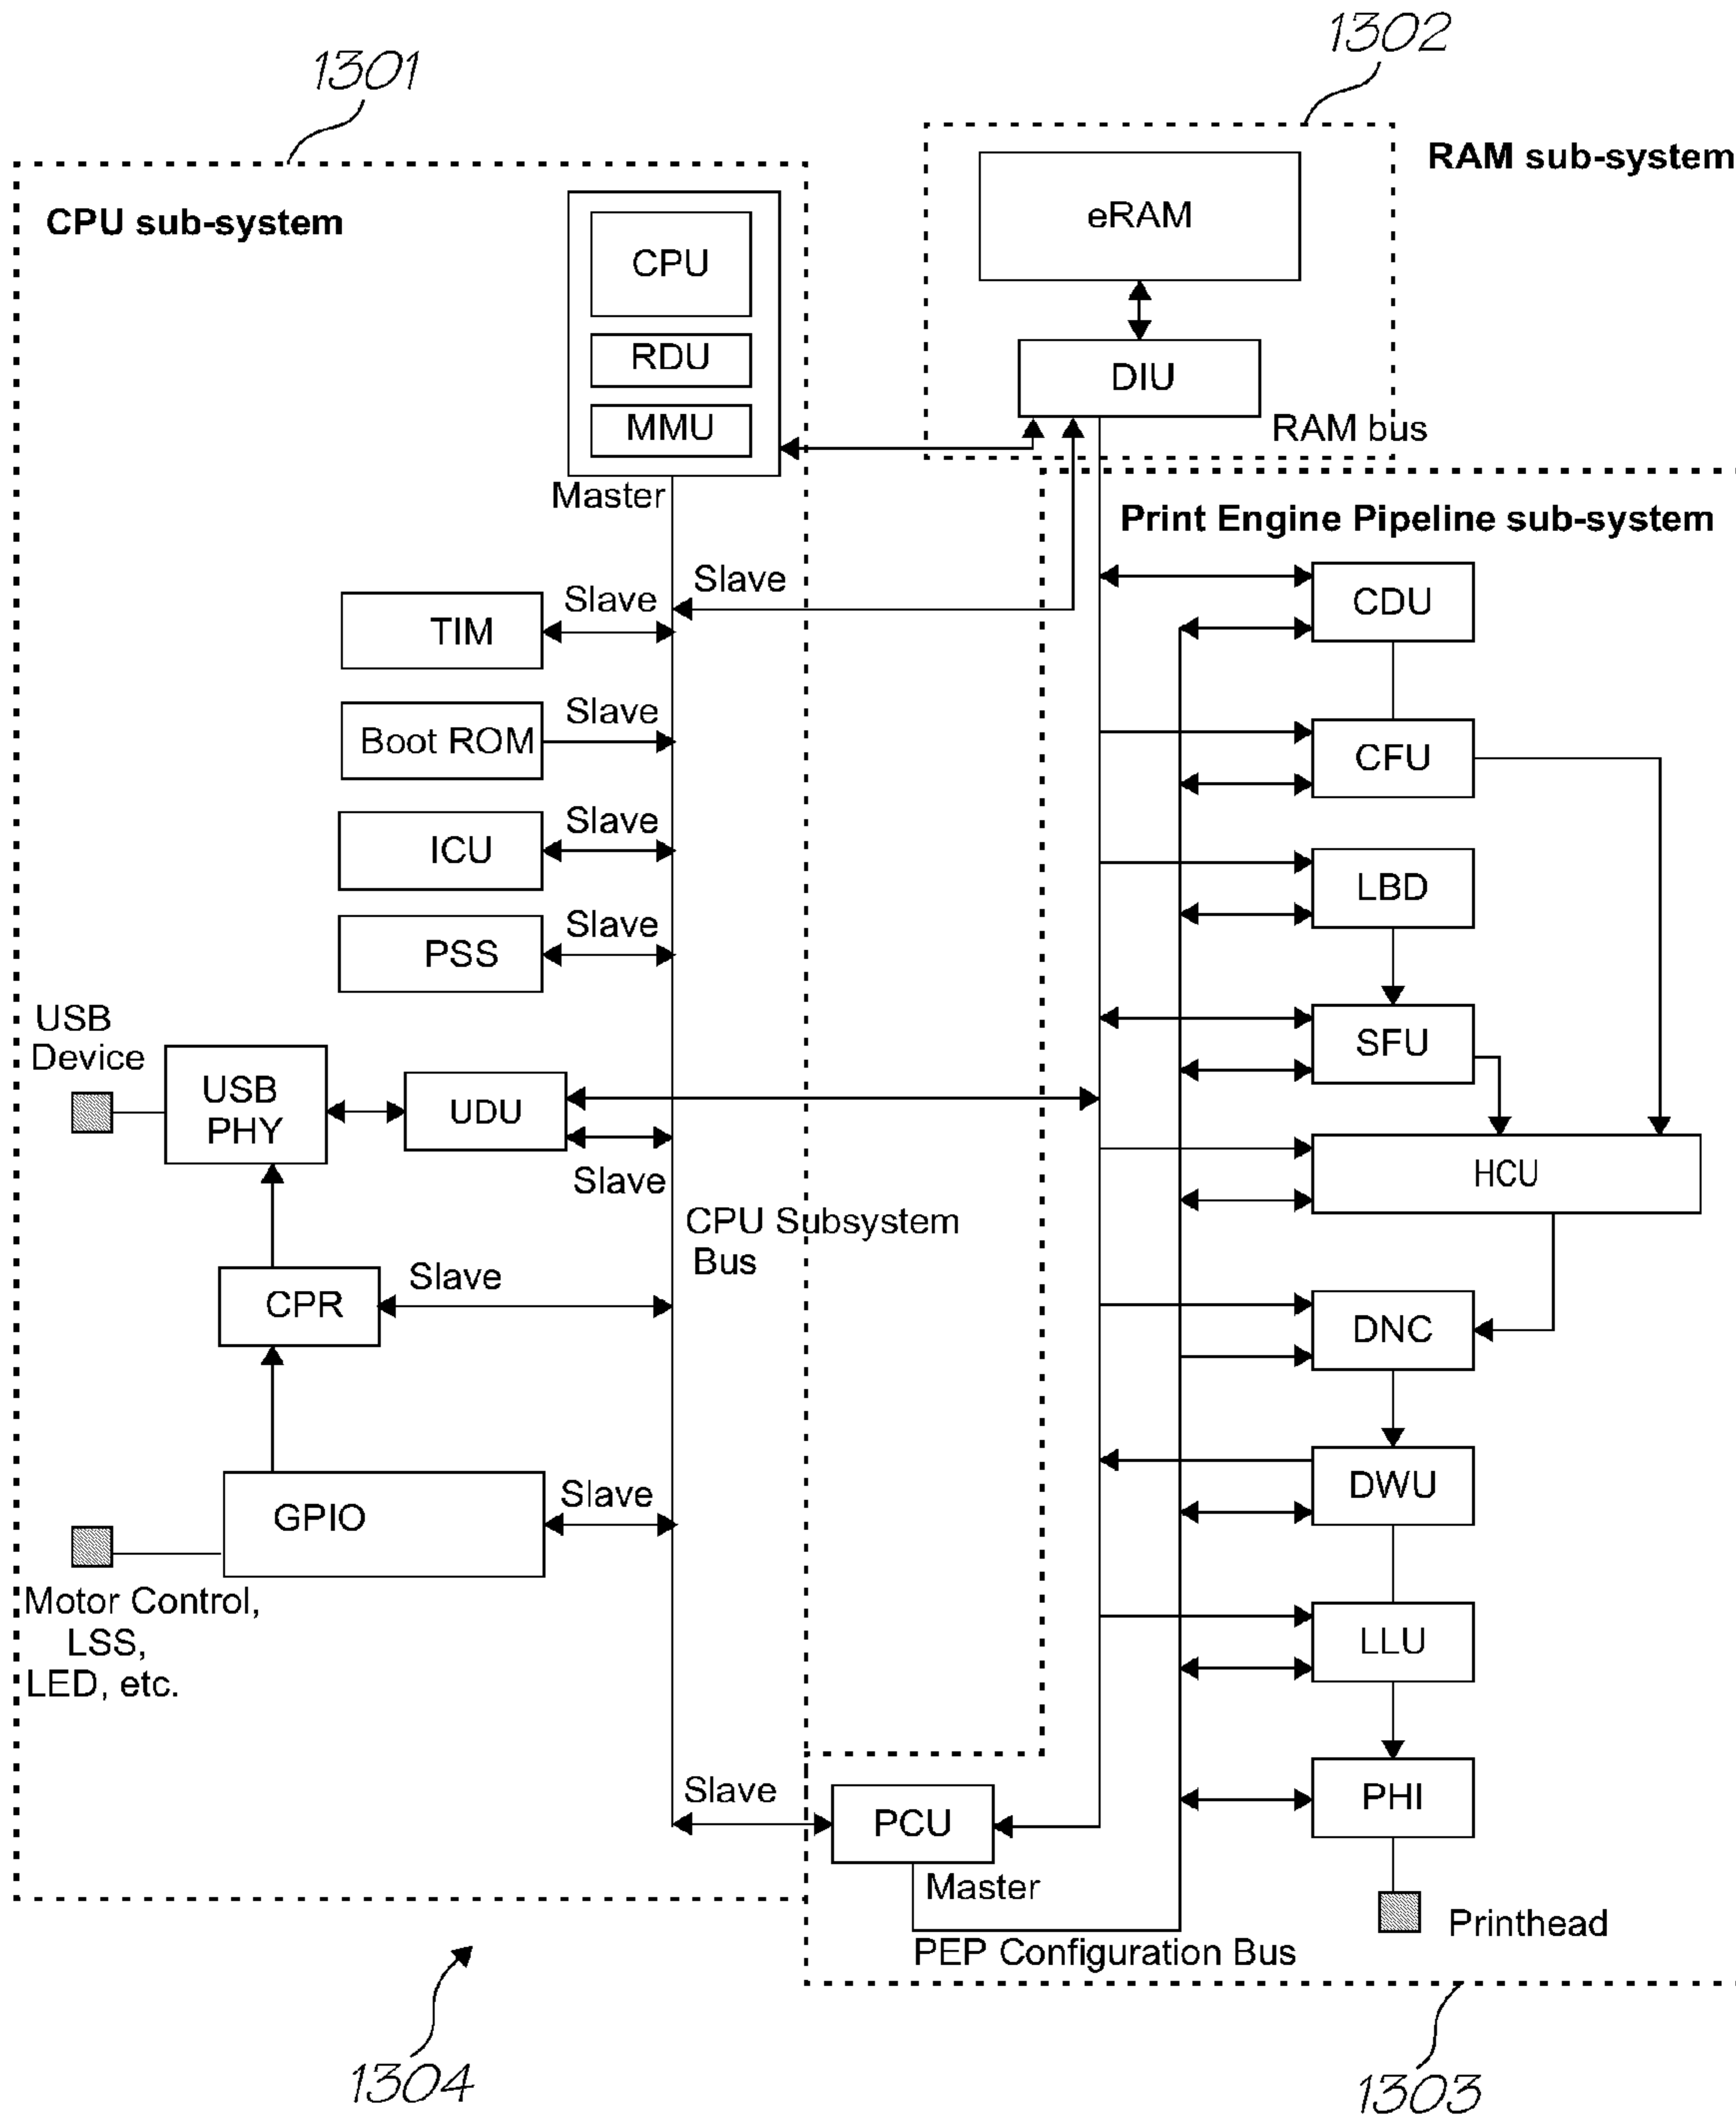 1301
1302
RAM sub-system
CPU sub-system
CPU
RDU
MMU
Master
eRAM
DIU
RAM bus
Print Engine Pipeline sub-system
Slave
TIM
Slave
Boot ROM
Slave
ICU
Slave
PSS
Slave
USB
Device
USB
PHY
UDU
Slave
CPU Subsystem
Bus
CPR
Slave
GPIO
Slave
Motor Control,
LSS,
LED, etc.
CDU
CFU
LBD
SFU
HCU
DNC
DWU
LLU
PHI
Slave
PCU
Master
Printhead
PEP Configuration Bus
1304
1303